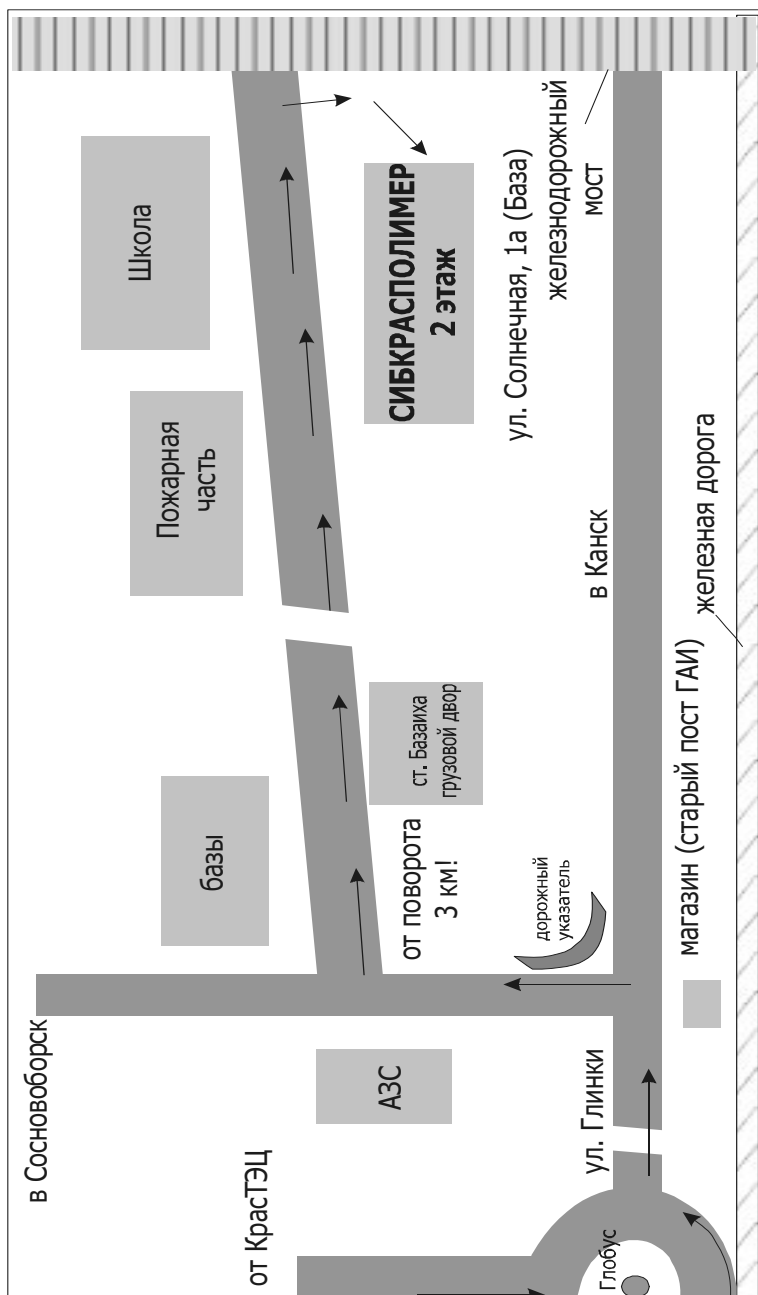 Школа
Пожарная
часть
базы
в Сосновоборск
СИБКРАСПОЛИМЕР
2 этаж
ул. Солнечная, 1а (База)
железнодорожный
мост
ст. Базаиха
грузовой двор
от поворота
3 км!
дорожный
указатель
в Канск
железная дорога
магазин (старый пост ГАИ)
АЗС
ул. Глинки
от КрасТЭЦ
Глобус